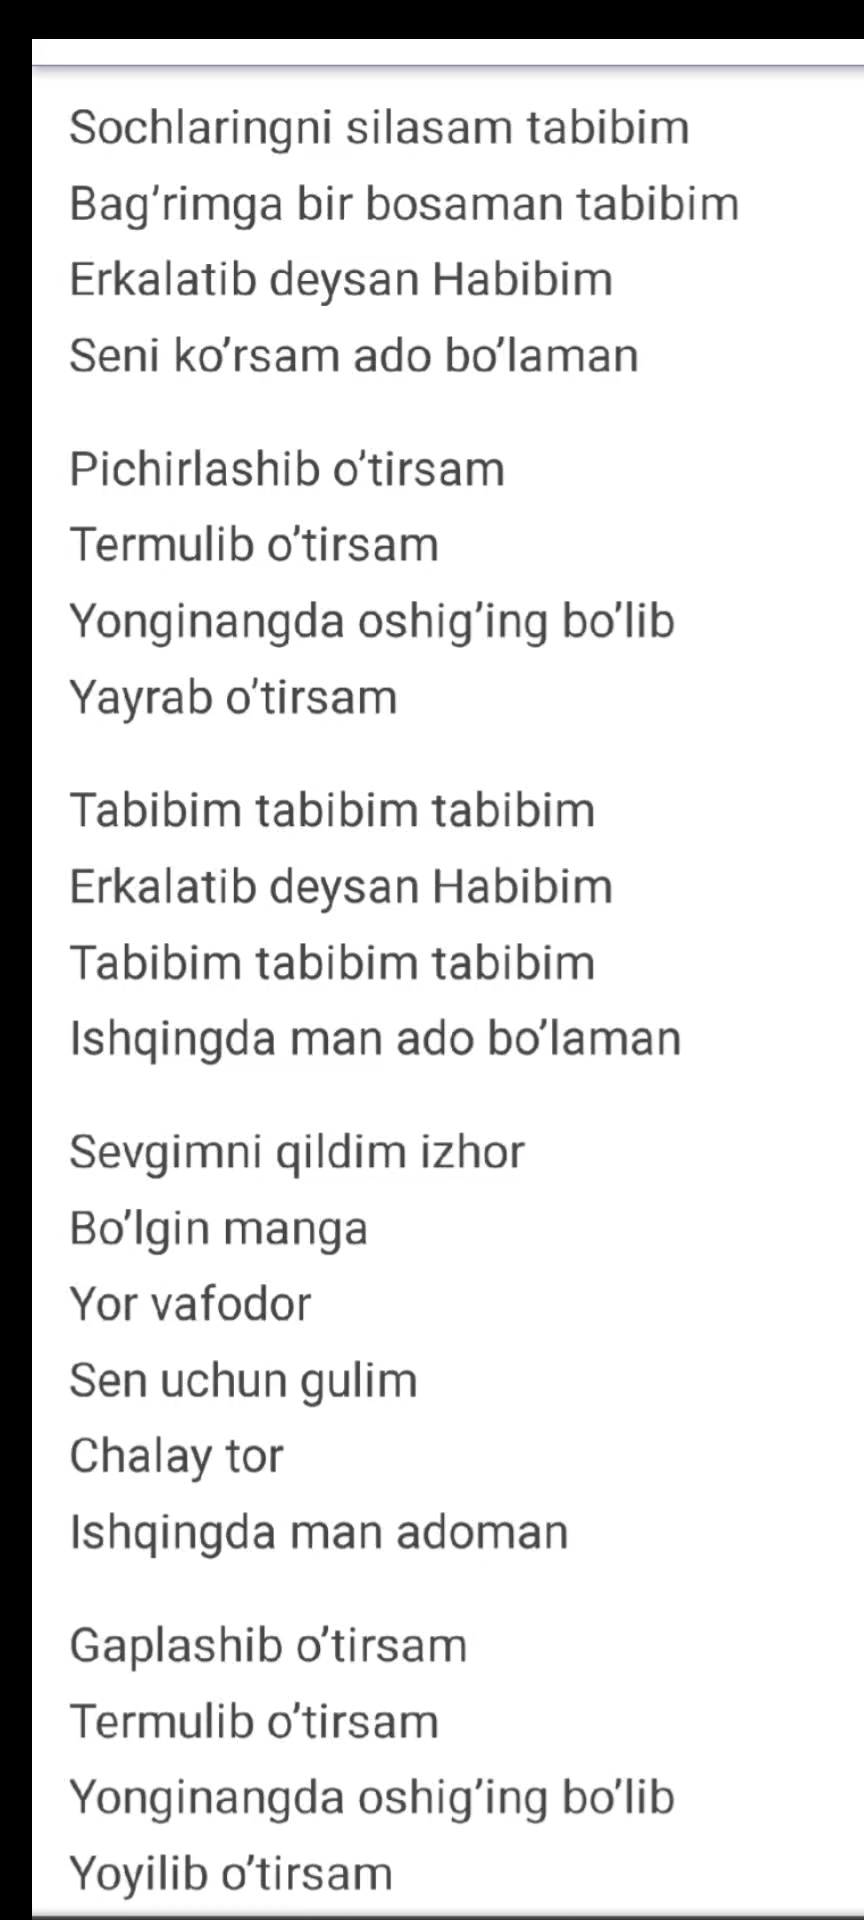 Sochlaringni silasam tabibim
Bag’rimga bir bosaman tabibim
Erkalatib deysan Habibim
Seni ko’rsam ado bo’laman
Pichirlashib o’tirsam
Termulib o’tirsam
Yonginangda oshig’ing bo’lib
Yayrab o’tirsam
Tabibim tabibim tabibim
Erkalatib deysan Habibim
Tabibim tabibim tabibim
Ishqingda man ado bo’laman
Sevgimni qildim izhor
Bo’lgin manga
Yor vafodor
Sen uchun gulim
Chalay tor
Ishqingda man adoman
Gaplashib o’tirsam
Termulib o’tirsam
Yonginangda oshig’ing bo’lib
Yoyilib o’tirsam